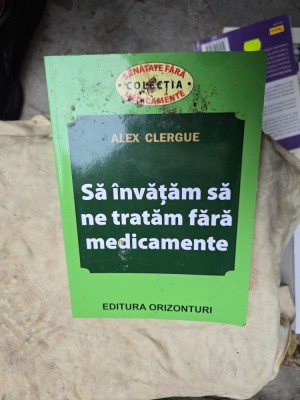 SĂNĂTATE FĂRĂ
COLECȚIA
MEDICAMENTE
ALEX CLERGUE
Să învățăm să
ne tratăm fără
medicamente
EDITURA ORIZONTURI